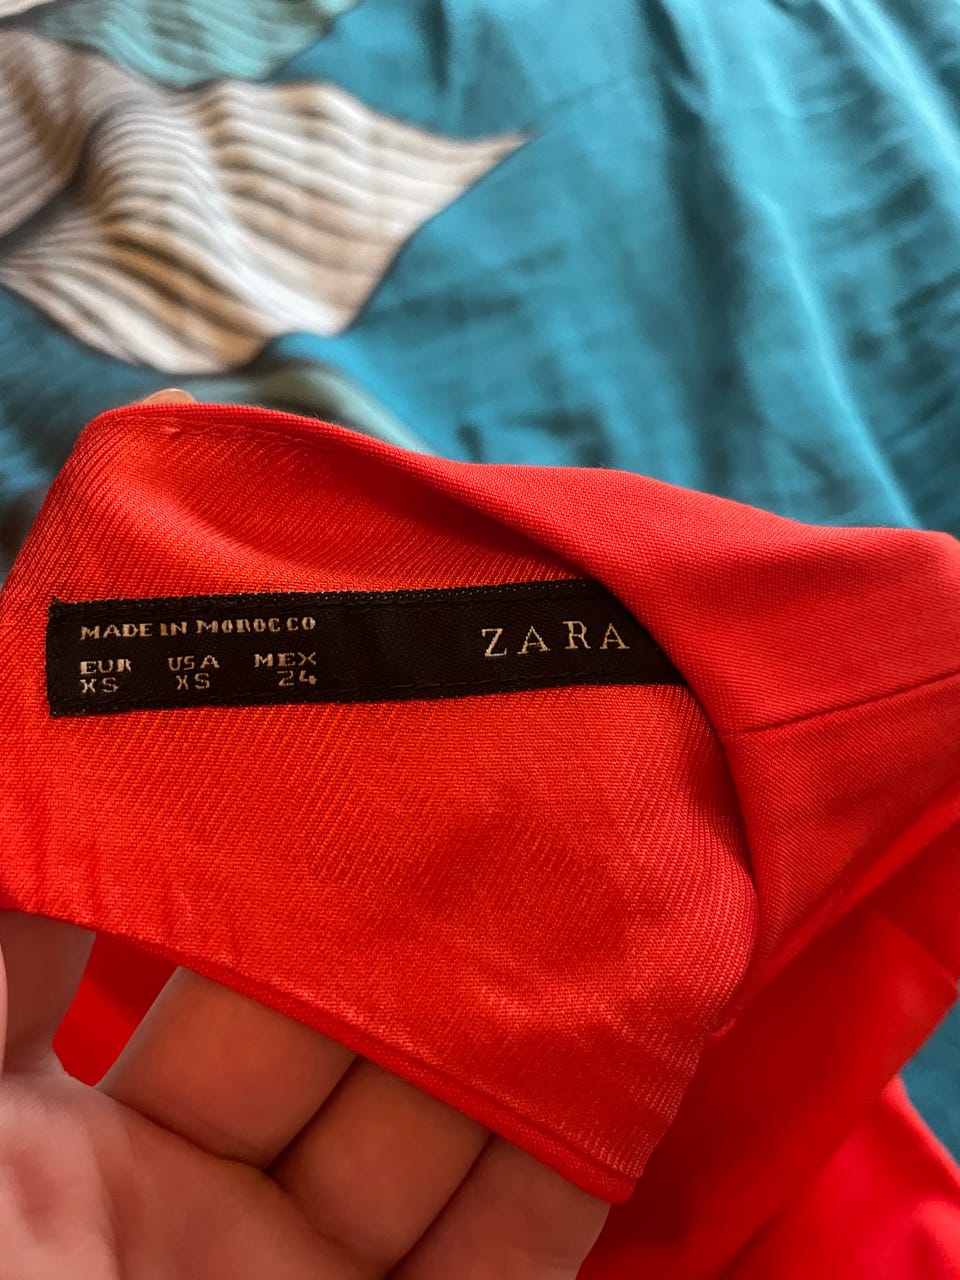 MADE IN MOROCCO
ZARA
EUR USA MEX
XS XS 24